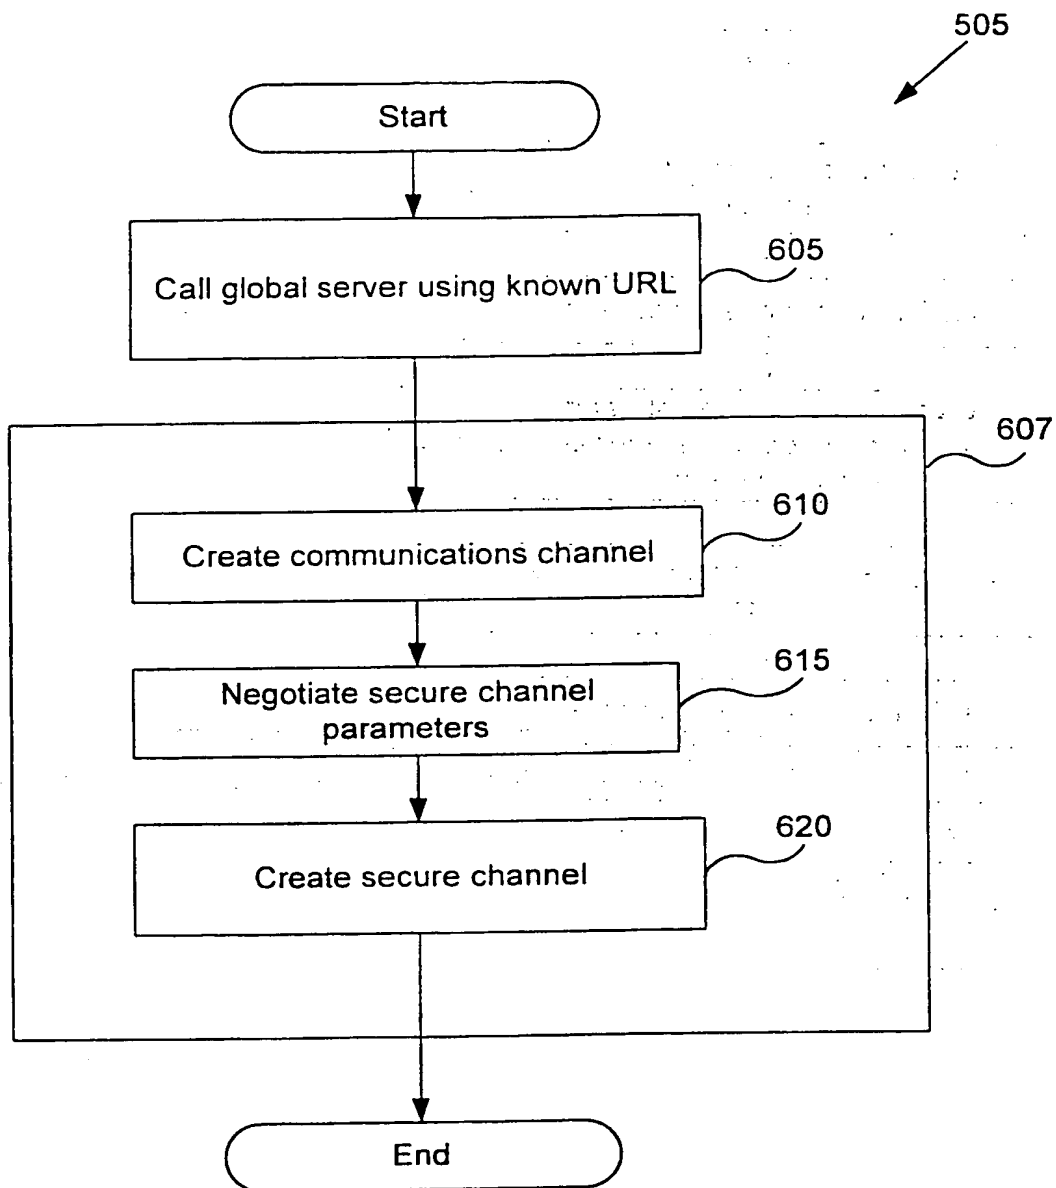 505
Start
Call global server using known URL
605
607
Create communications channel
610
Negotiate secure channel
parameters
615
Create secure channel
620
End